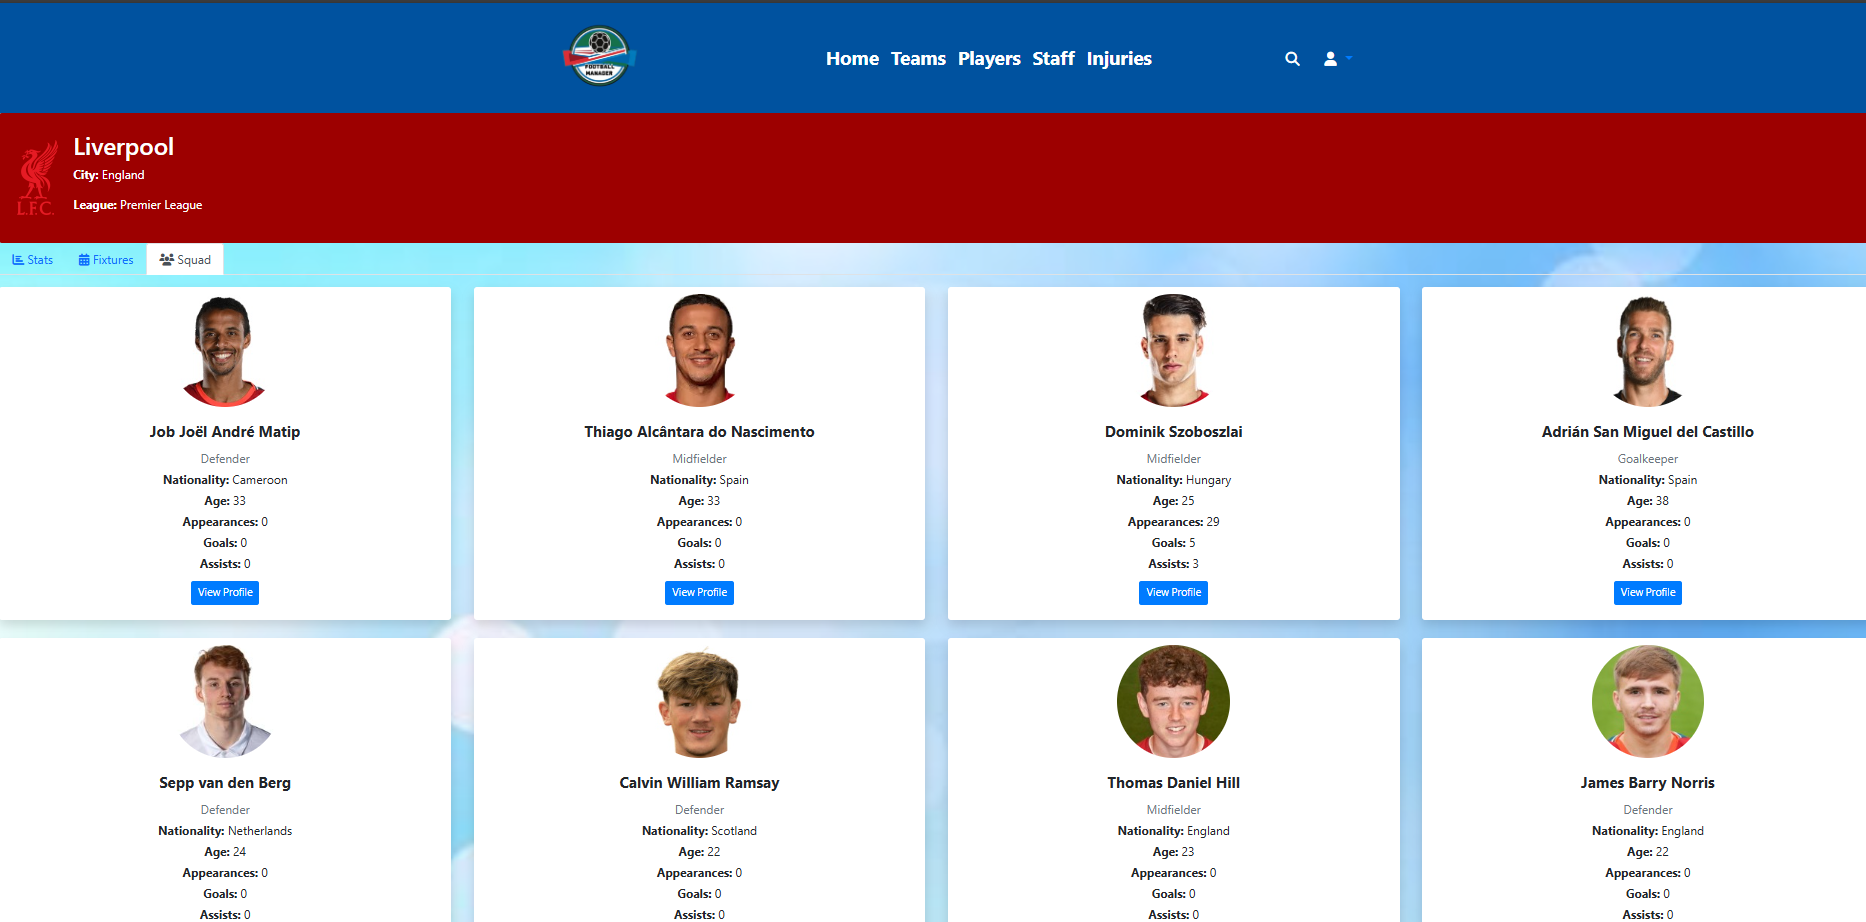 FOOTBALL
MANAGER
Home Teams Players Staff Injuries
Liverpool
City: England
League: Premier League
L.F.C.
Stats Fixtures Squad
Job Joël André Matip
Defender
Nationality: Cameroon
Age: 33
Appearances: 0
Goals: 0
Assists: 0
View Profile
Thiago Alcântara do Nascimento
Midfielder
Nationality: Spain
Age: 33
Appearances: 0
Goals: 0
Assists: 0
View Profile
Dominik Szoboszlai
Midfielder
Nationality: Hungary
Age: 25
Appearances: 29
Goals: 5
Assists: 3
View Profile
Adrián San Miguel del Castillo
Goalkeeper
Nationality: Spain
Age: 38
Appearances: 0
Goals: 0
Assists: 0
View Profile
Sepp van den Berg
Defender
Nationality: Netherlands
Age: 24
Appearances: 0
Goals: 0
Assists: 0
Calvin William Ramsay
Defender
Nationality: Scotland
Age: 22
Appearances: 0
Goals: 0
Assists: 0
Thomas Daniel Hill
Midfielder
Nationality: England
Age: 23
Appearances: 0
Goals: 0
Assists: 0
James Barry Norris
Defender
Nationality: England
Age: 22
Appearances: 0
Goals: 0
Assists: 0